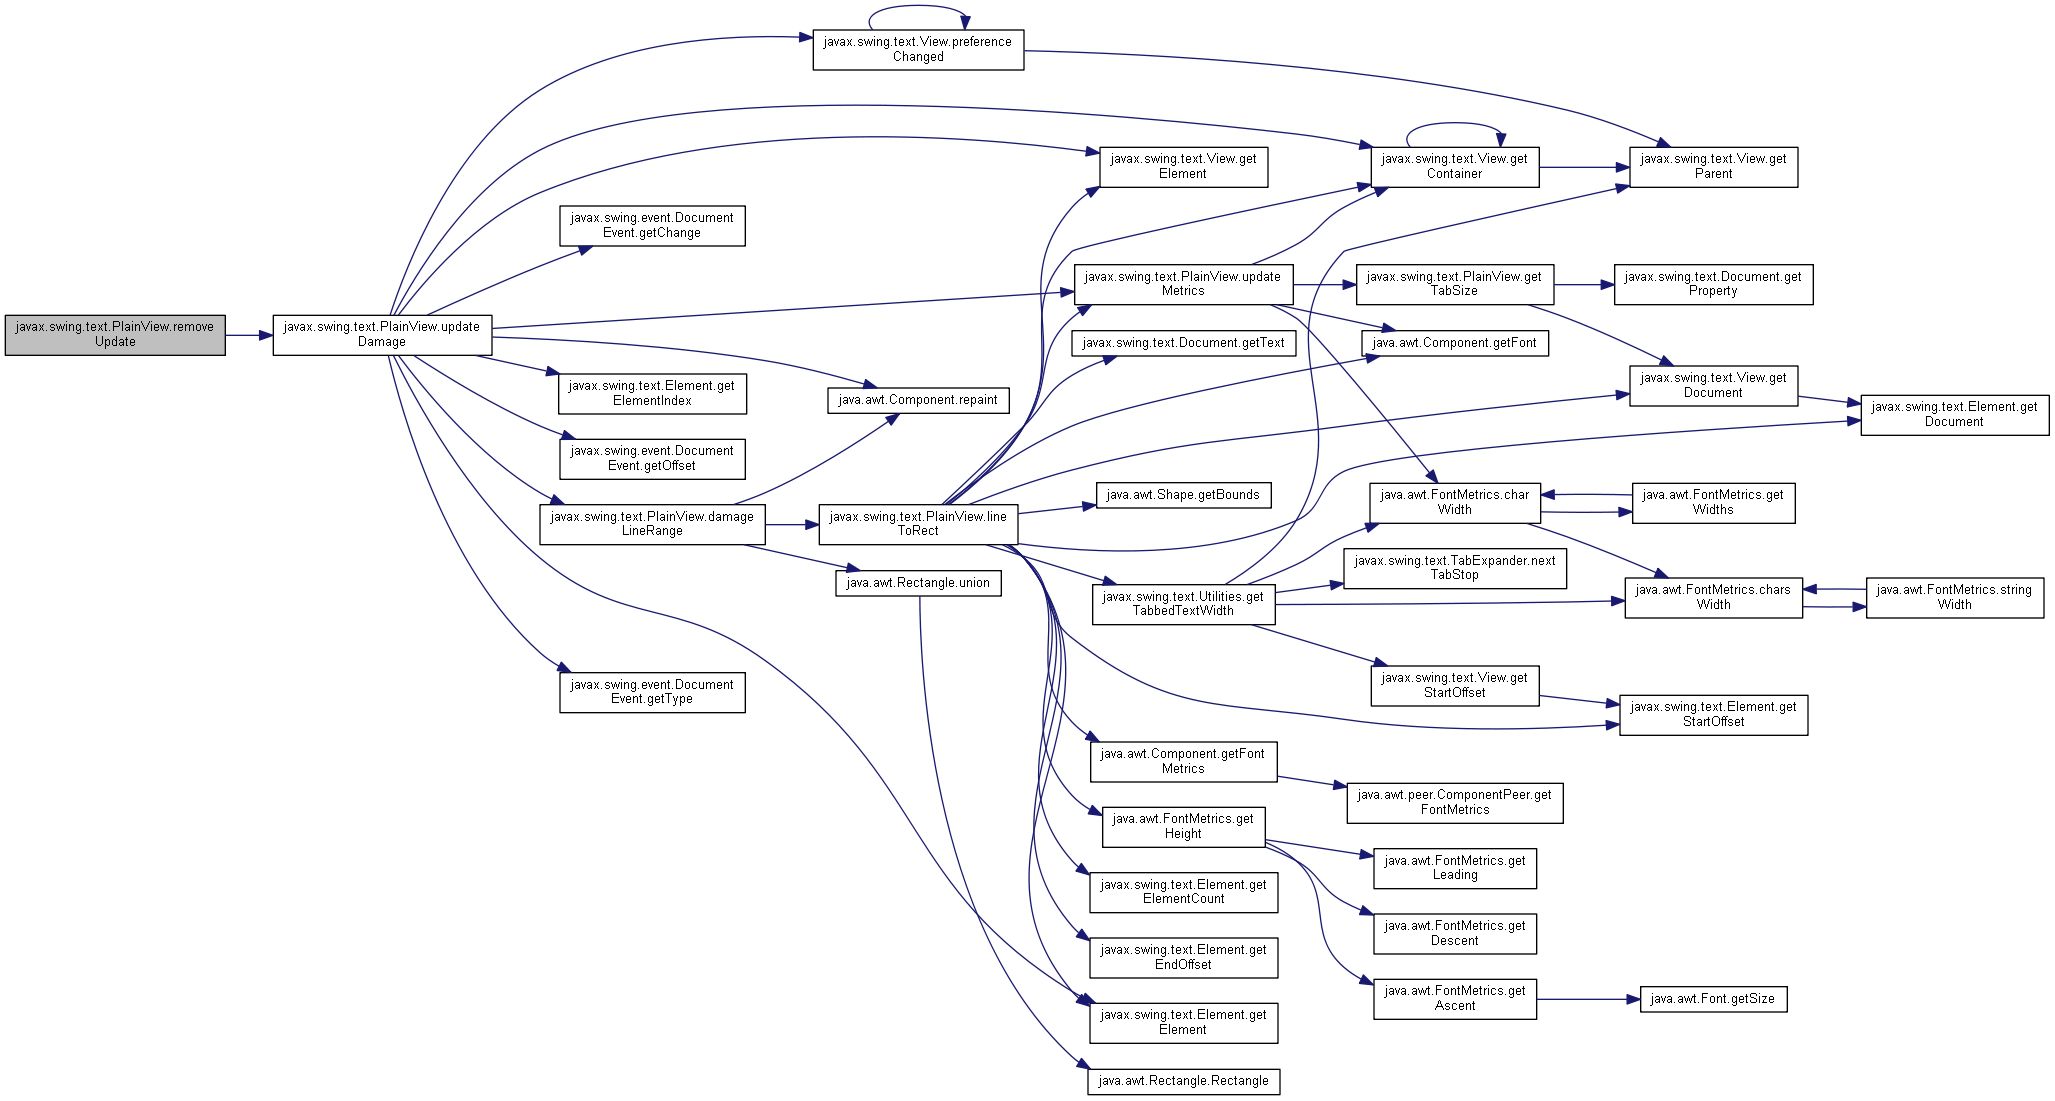 javax.swing.text.View.preference
Changed
javax.swing.text.View.get
Element
javax.swing.text.View.get
Container
javax.swing.text.View.get
Parent
javax.swing.event.Document
Event.getChange
javax.swing.text.PlainView.update
Metrics
javax.swing.text.PlainView.get
TabSize
javax.swing.text.Document.get
Property
javax.swing.text.PlainView.remove
Update
javax.swing.text.PlainView.update
Damage
javax.swing.text.Document.getText
java.awt.Component.getFont
javax.swing.text.Element.get
ElementIndex
java.awt.Component.repaint
javax.swing.text.View.get
Document
javax.swing.text.Element.get
Document
javax.swing.event.Document
Event.getOffset
javax.swing.text.PlainView.damage
LineRange
javax.swing.text.PlainView.line
ToRect
java.awt.Shape.getBounds
java.awt.FontMetrics.char
Width
java.awt.FontMetrics.get
Widths
java.awt.Rectangle.union
javax.swing.text.Utilities.get
TabbedTextWidth
javax.swing.text.TabExpander.next
TabStop
java.awt.FontMetrics.chars
Width
java.awt.FontMetrics.string
Width
javax.swing.event.Document
Event.getType
javax.swing.text.View.get
StartOffset
javax.swing.text.Element.get
StartOffset
java.awt.Component.getFont
Metrics
java.awt.peer.ComponentPeer.get
FontMetrics
java.awt.FontMetrics.get
Height
java.awt.FontMetrics.get
Leading
javax.swing.text.Element.get
ElementCount
java.awt.FontMetrics.get
Descent
javax.swing.text.Element.get
EndOffset
java.awt.FontMetrics.get
Ascent
java.awt.Font.getSize
javax.swing.text.Element.get
Element
java.awt.Rectangle.Rectangle